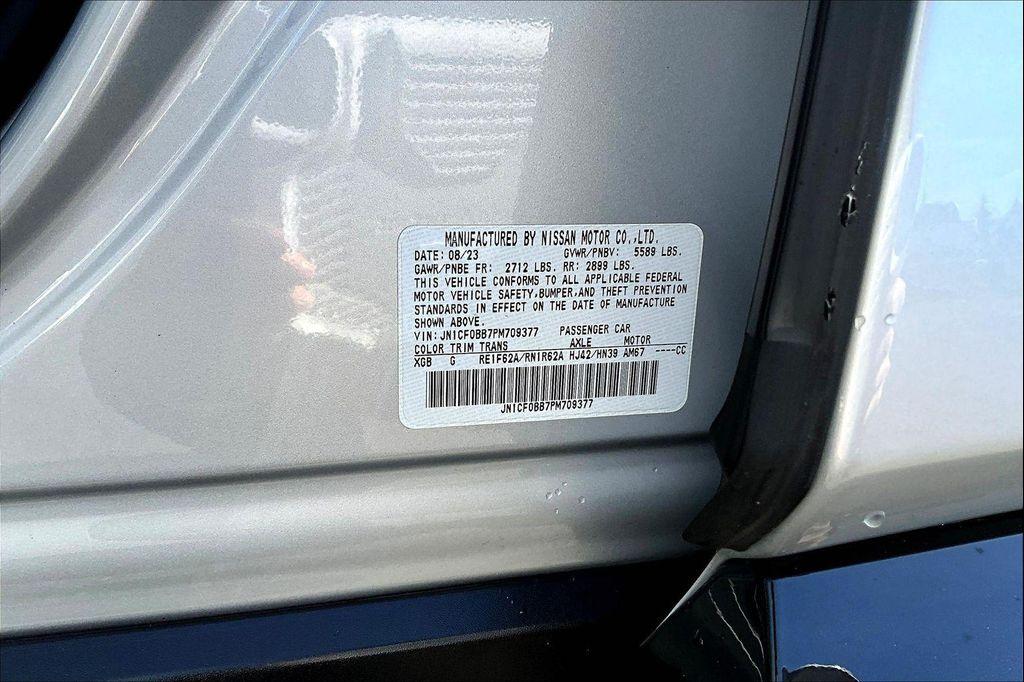 MANUFACTURED BY NISSAN MOTOR CO.,LTD.
DATE: 08/23 GVWR/PNBV: 5589 LBS.
GAWR/PNBE FR: 2712 LBS. RR: 2899 LBS.
THIS VEHICLE CONFORMS TO ALL APPLICABLE FEDERAL
MOTOR VEHICLE SAFETY,BUMPER,AND THEFT PREVENTION
STANDARDS IN EFFECT ON THE DATE OF MANUFACTURE
SHOWN ABOVE.
VIN: JN1CF0BB7PM709377 PASSENGER CAR
COLOR TRIM TRANS AXLE MOTOR
XGB G RE1F62A/RN1R62A HJ42/HN39 AM67 ----CC
JN1CF0BB7PM709377